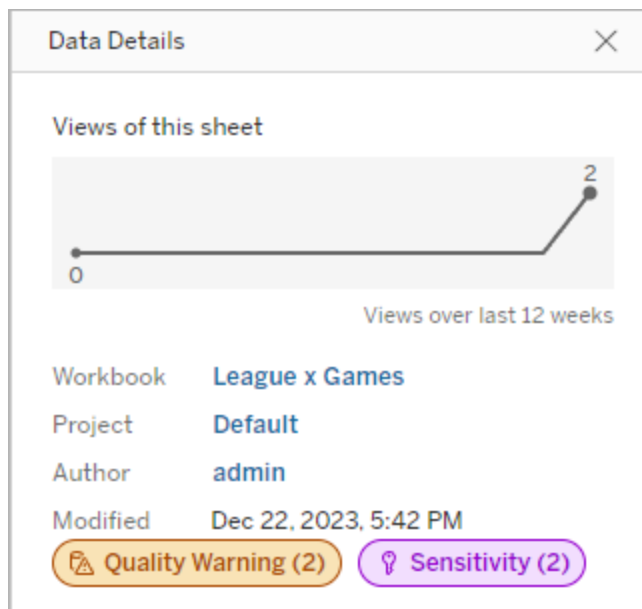 Data Details
Views of this sheet
2
0
Views over last 12 weeks
Workbook League x Games
Project Default
Author admin
Modified Dec 22, 2023, 5:42 PM
Quality Warning (2) Sensitivity (2)